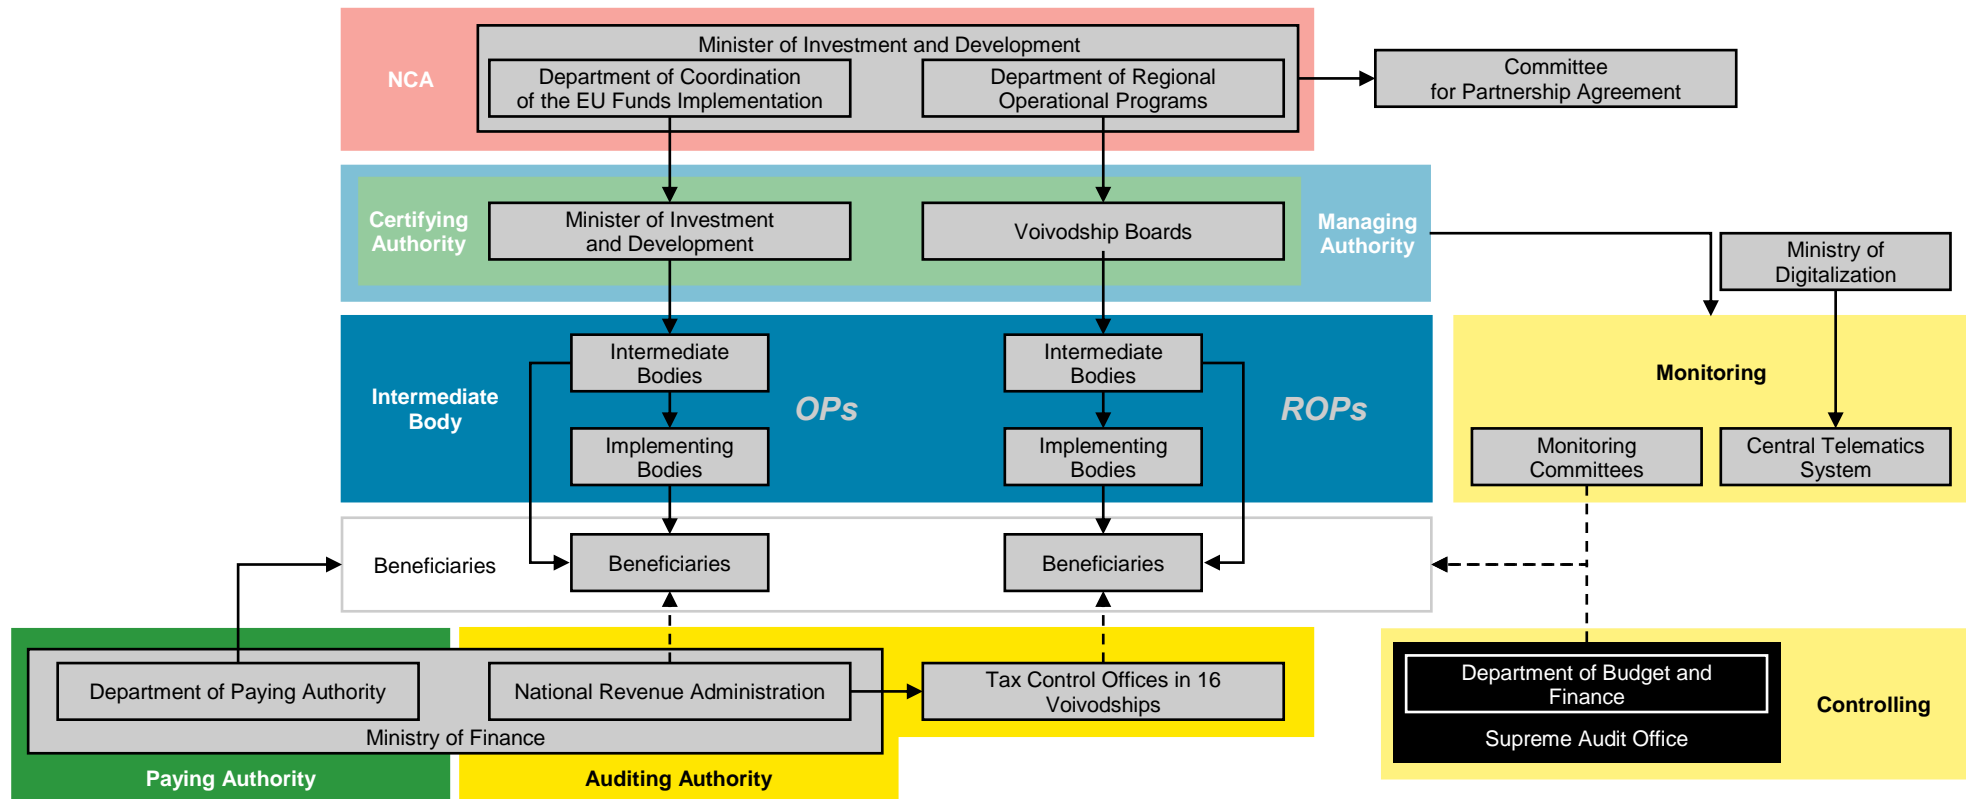 Minister of Investment and Development
NCA
Department of Coordination
of the EU Funds Implementation
Department of Regional
Operational Programs
Committee
for Partnership Agreement
Certifying
Authority
Minister of Investment
and Development
Voivodship Boards
Managing
Authority
Ministry of
Digitalization
Intermediate
Body
Intermediate
Bodies
OPs
Intermediate
Bodies
ROPs
Monitoring
Implementing
Bodies
Implementing
Bodies
Monitoring
Committees
Central Telematics
System
Beneficiaries
Beneficiaries
Beneficiaries
Department of Paying Authority
National Revenue Administration
Tax Control Offices in 16
Voivodships
Ministry of Finance
Paying Authority
Auditing Authority
Department of Budget and
Finance
Supreme Audit Office
Controlling